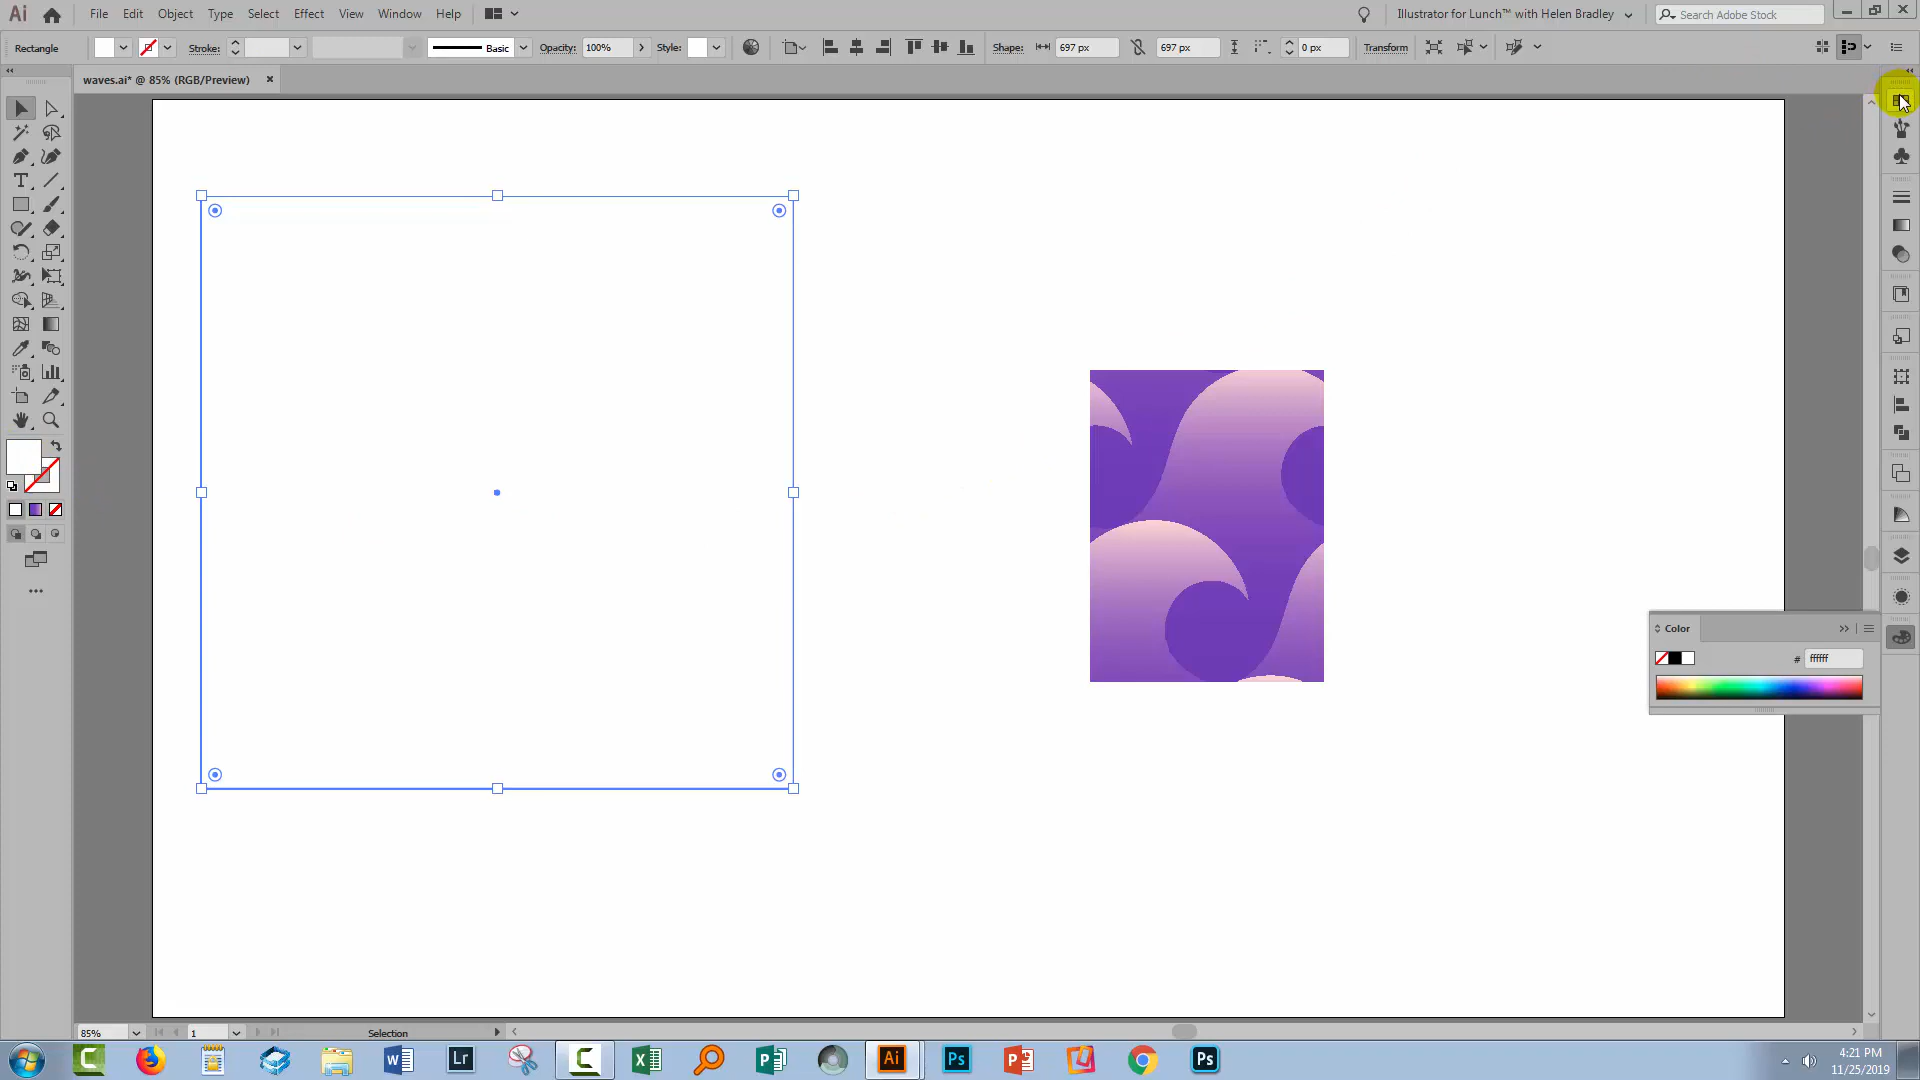 Ai File Edit Object Type Select Effect View Window Help Illustrator for Lunch™ with Helen Bradley Search Adobe Stock
Rectangle Stroke: Basic Opacity: 100% Style: Shape: 697 px 697 px 0 px Transform
waves.ai* @ 85% (RGB/Preview)
Color
# ffffff
85% 1 Selection
4:21 PM
11/25/2019